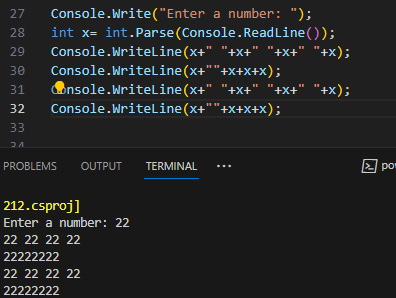 27 Console.Write("Enter a number: ");
28 int x= int.Parse(Console.ReadLine());
29 Console.WriteLine(x+" "+x+" "+x+" "+x);
30 Console.WriteLine(x+""+x+x+x);
31 Console.WriteLine(x+" "+x+" "+x+" "+x);
32 Console.WriteLine(x+""+x+x+x);
33
PROBLEMS OUTPUT TERMINAL ... pow
212.csproj]
Enter a number: 22
22 22 22 22
22222222
22 22 22 22
22222222